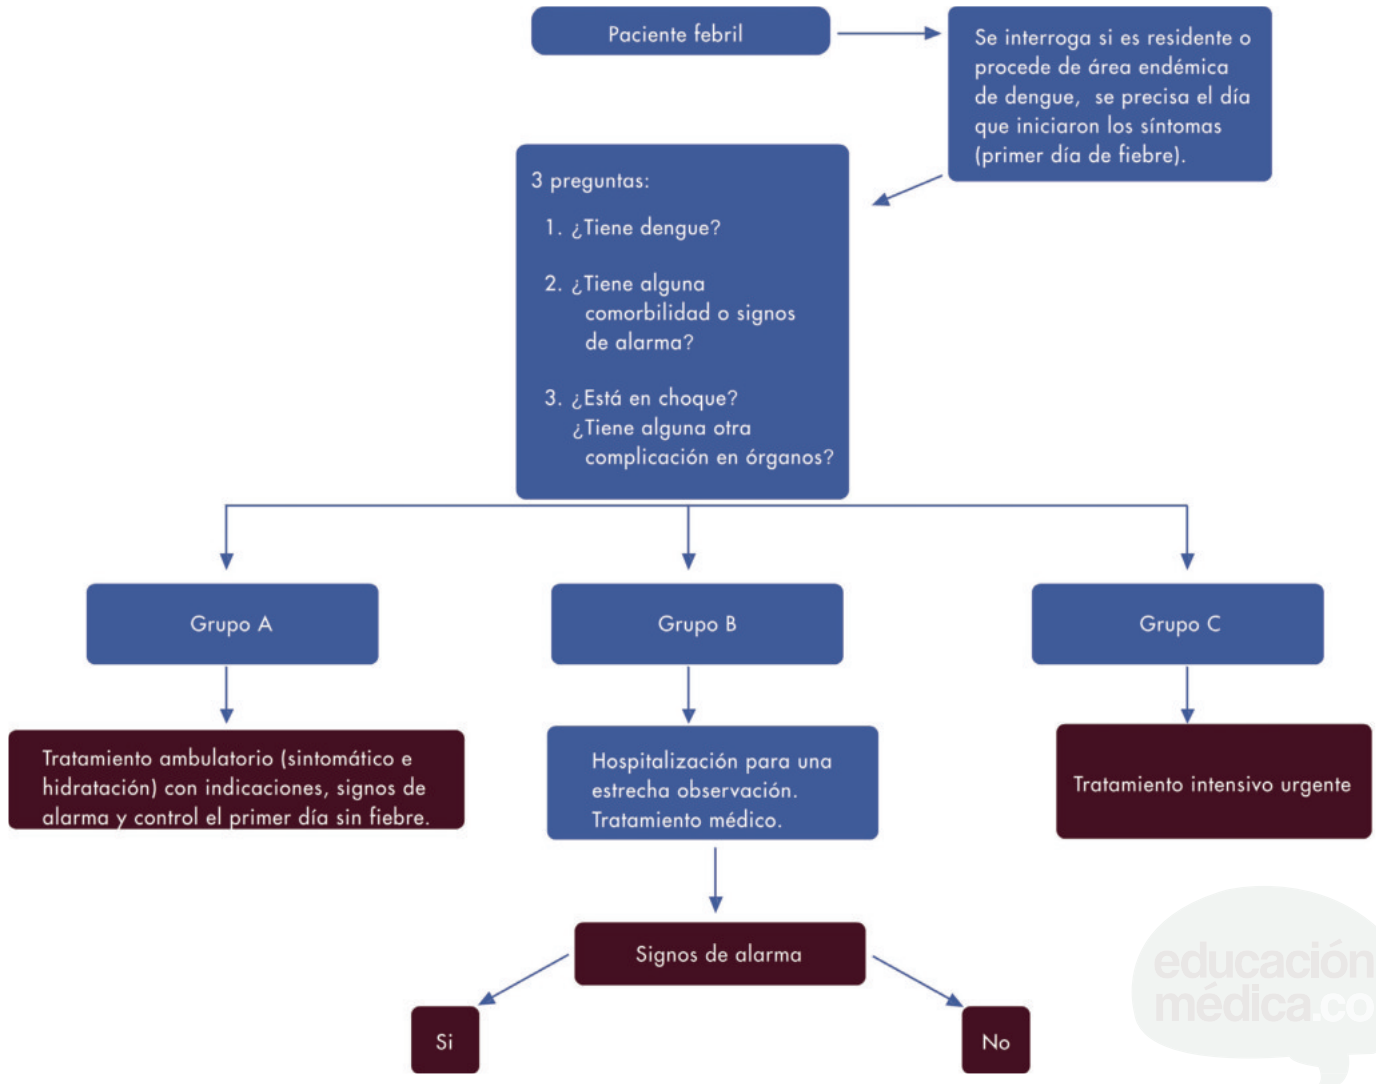 Paciente febril
Se interroga si es residente o
procede de área endémica
de dengue, se precisa el día
que iniciaron los síntomas
(primer día de fiebre).
3 preguntas:
1. ¿Tiene dengue?
2. ¿Tiene alguna
comorbilidad o signos
de alarma?
3. ¿Está en choque?
¿Tiene alguna otra
complicación en órganos?
Grupo A
Grupo B
Grupo C
Tratamiento ambulatorio (sintomático e
hidratación) con indicaciones, signos de
alarma y control el primer día sin fiebre.
Hospitalización para una
estrecha observación.
Tratamiento médico.
Tratamiento intensivo urgente
Signos de alarma
Si
No
educación
médica.co